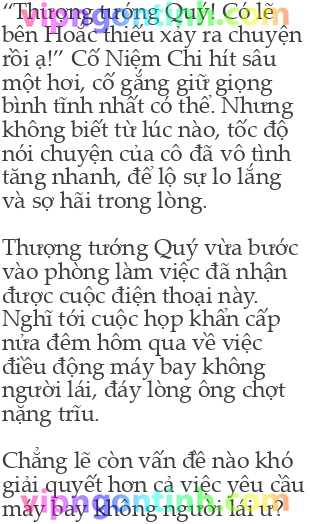 “Thượng tướng Quý! Có lẽ
vipngontinh.com
bên Hoắc thiếu xảy ra chuyện
rồi ạ!” Cố Niệm Chi hít sâu
một hơi, cố gắng giữ giọng
bình tĩnh nhất có thể. Nhưng
không biết từ lúc nào, tốc độ
nói chuyện của cô đã vô tình
tăng nhanh, để lộ sự lo lắng
và sợ hãi trong lòng.
Thượng tướng Quý vừa bước
vào phòng làm việc đã nhận
được cuộc điện thoại này.
Nghĩ tới cuộc họp khẩn cấp
nửa đêm hôm qua về việc
điều động máy bay không
người lái, đáy lòng ông chợt
nặng trĩu.
Chẳng lẽ còn vấn đề nào khó
giải quyết hơn cả việc yêu cầu
máy bay không người lái ư?
vipngontinh.com